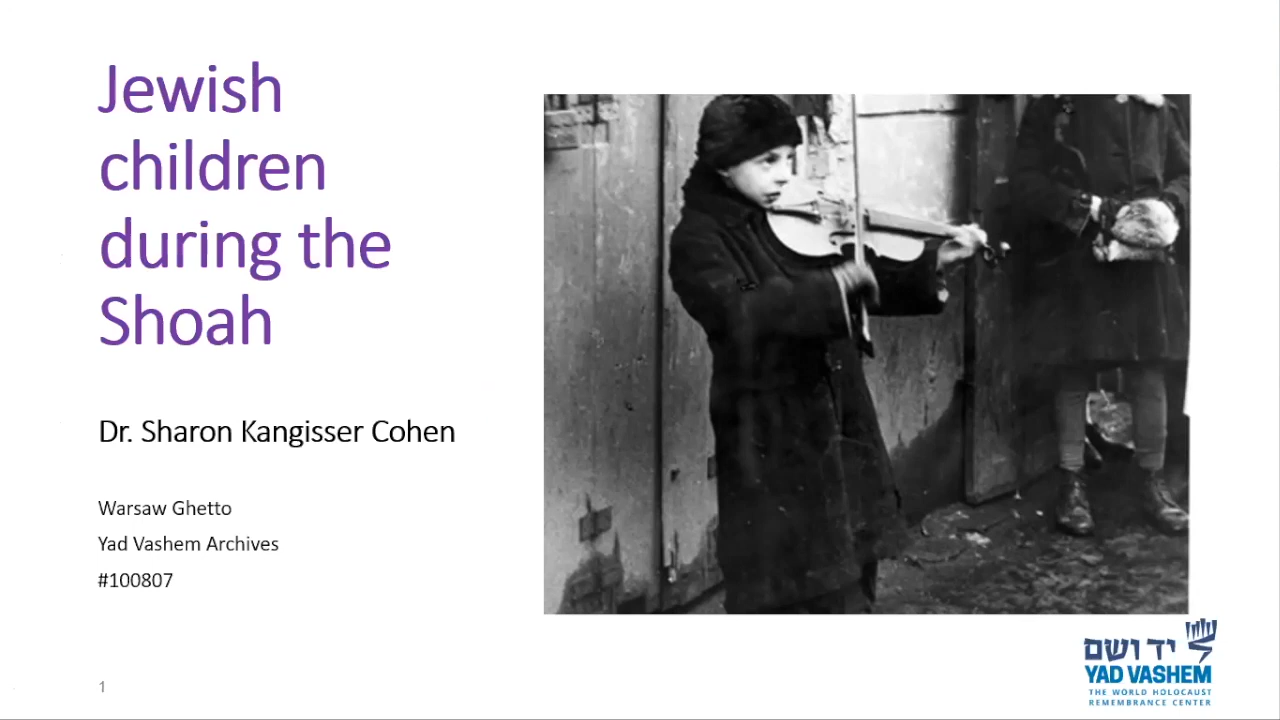 Jewish
children
during the
Shoah
Dr. Sharon Kangisser Cohen
Warsaw Ghetto
Yad Vashem Archives
#100807
יד ושם
YAD VASHEM
THE WORLD HOLOCAUST
REMEMBRANCE CENTER
1